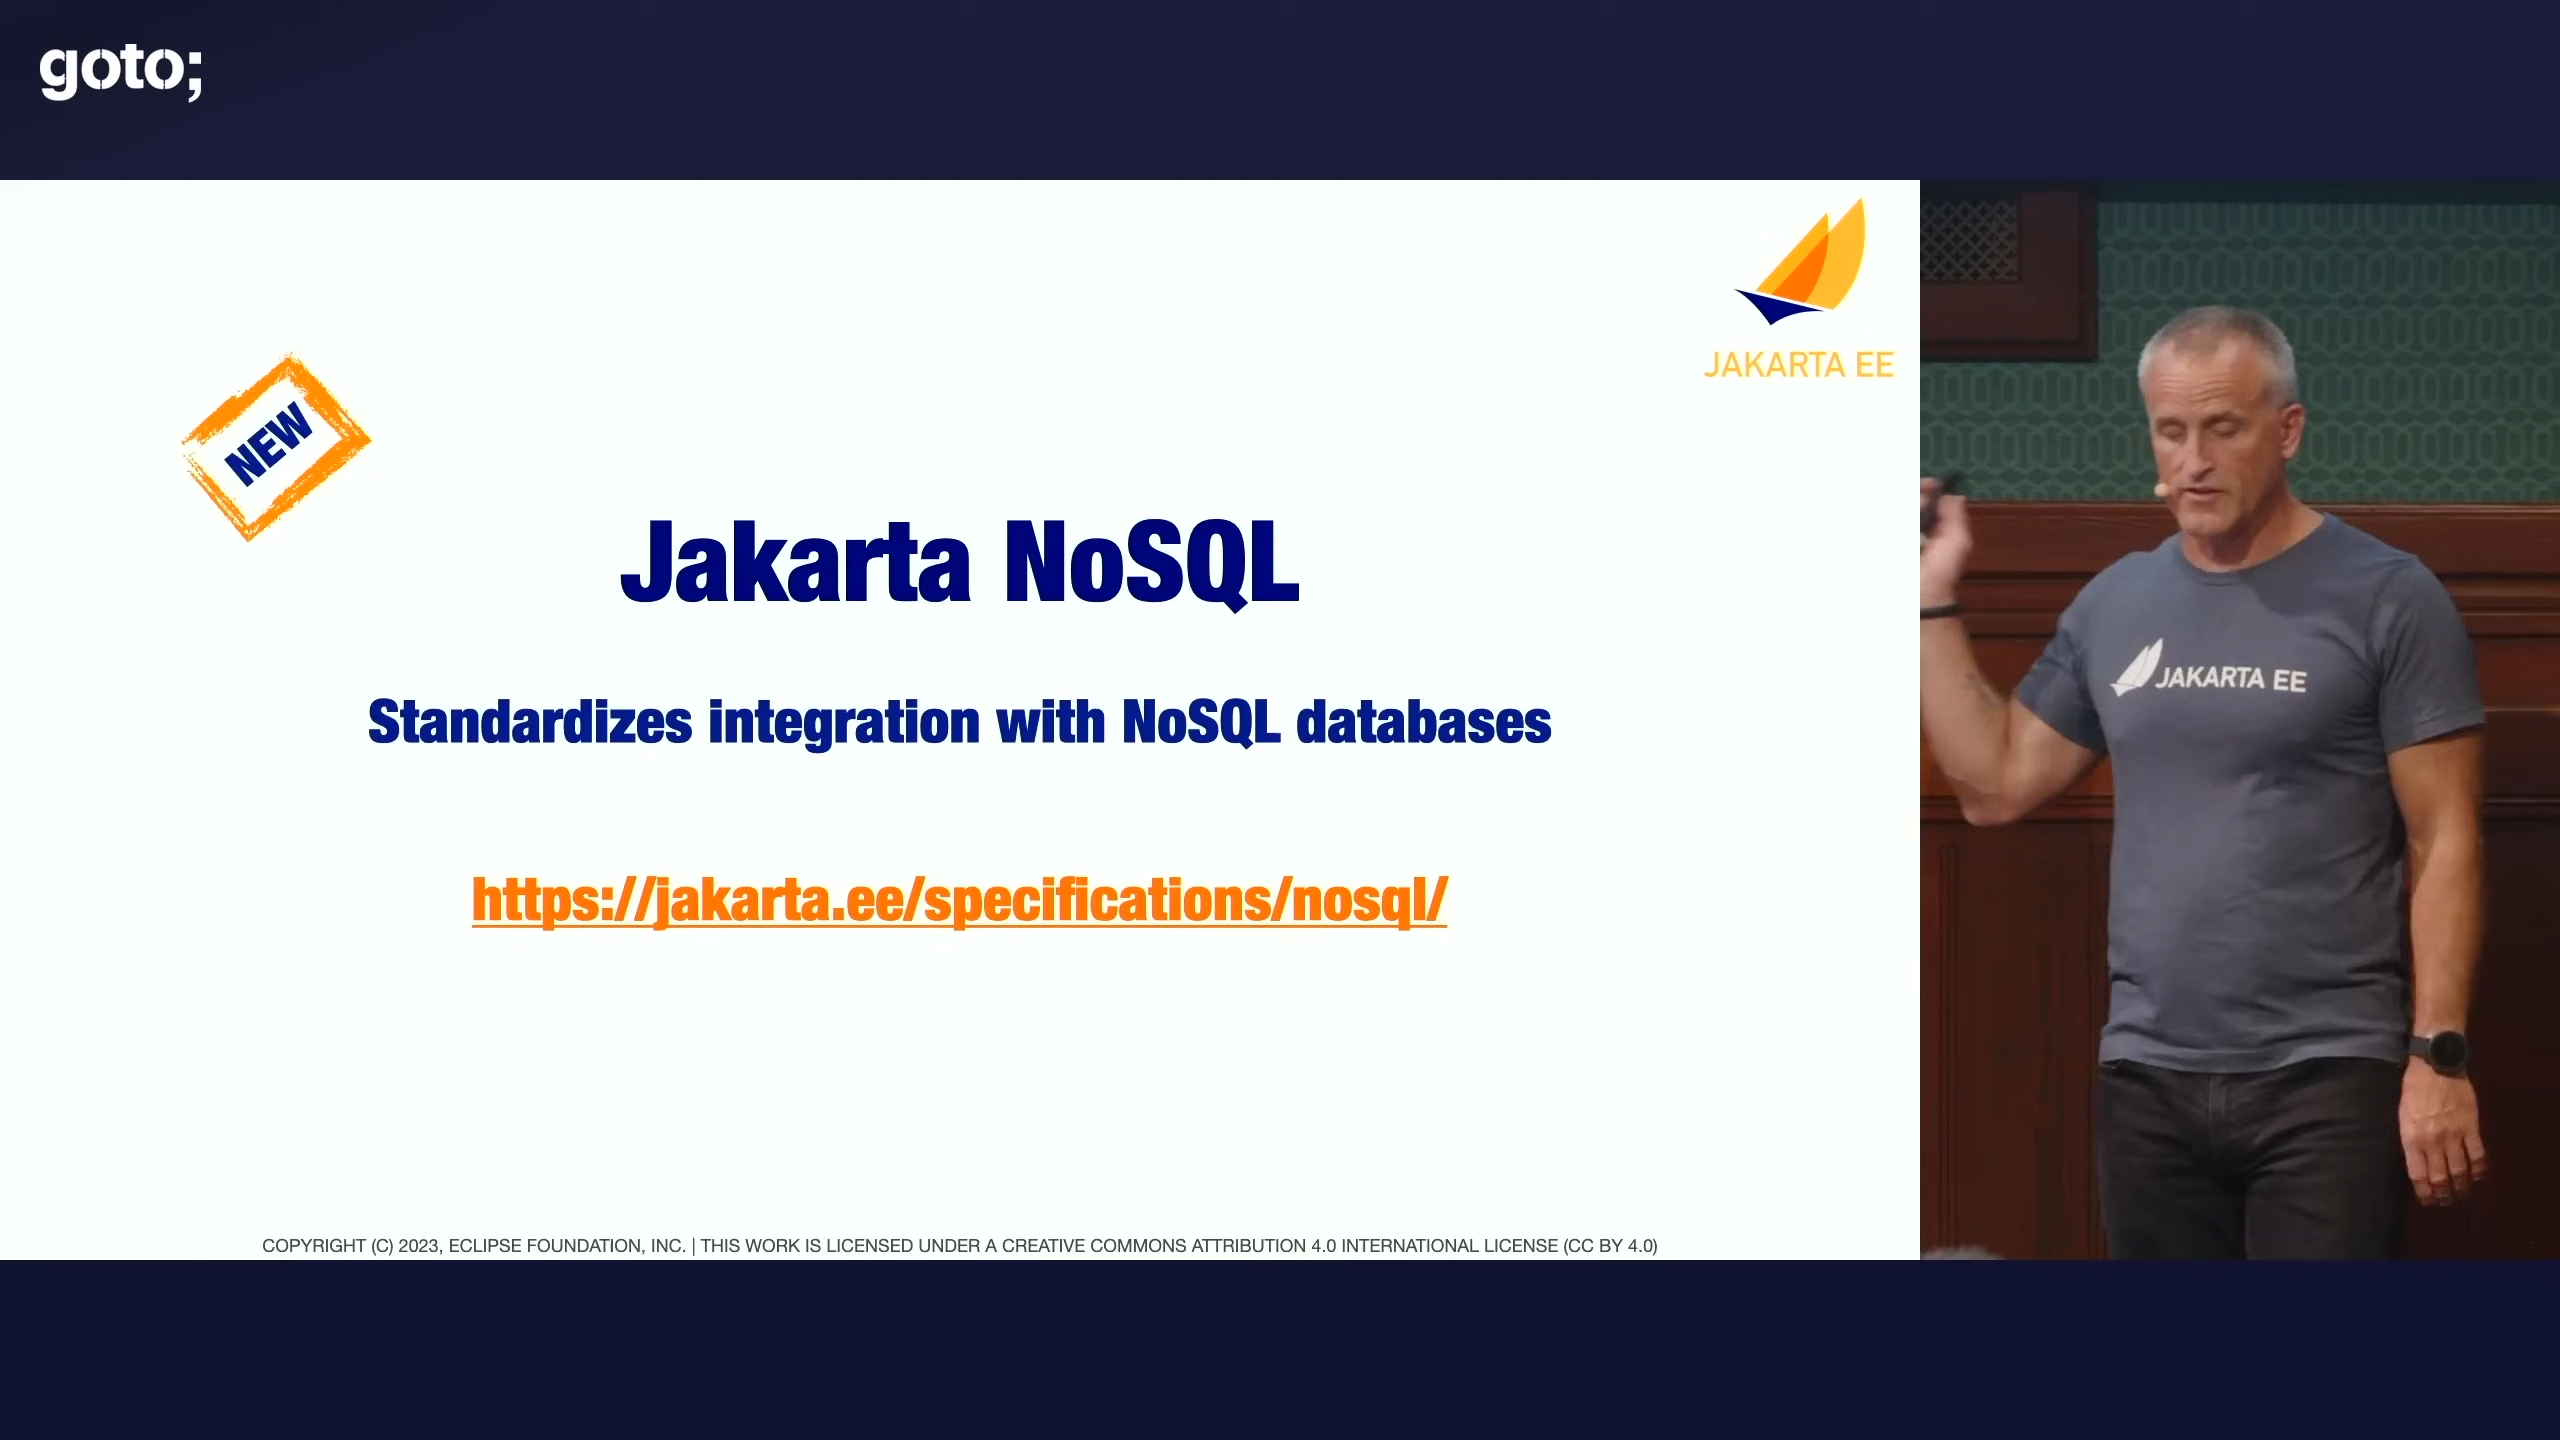 goto;
JAKARTA EE
NEW
Jakarta NoSQL
Standardizes integration with NoSQL databases
https://jakarta.ee/specifications/nosql/
JAKARTA EE
COPYRIGHT (C) 2023, ECLIPSE FOUNDATION, INC. | THIS WORK IS LICENSED UNDER A CREATIVE COMMONS ATTRIBUTION 4.0 INTERNATIONAL LICENSE (CC BY 4.0)